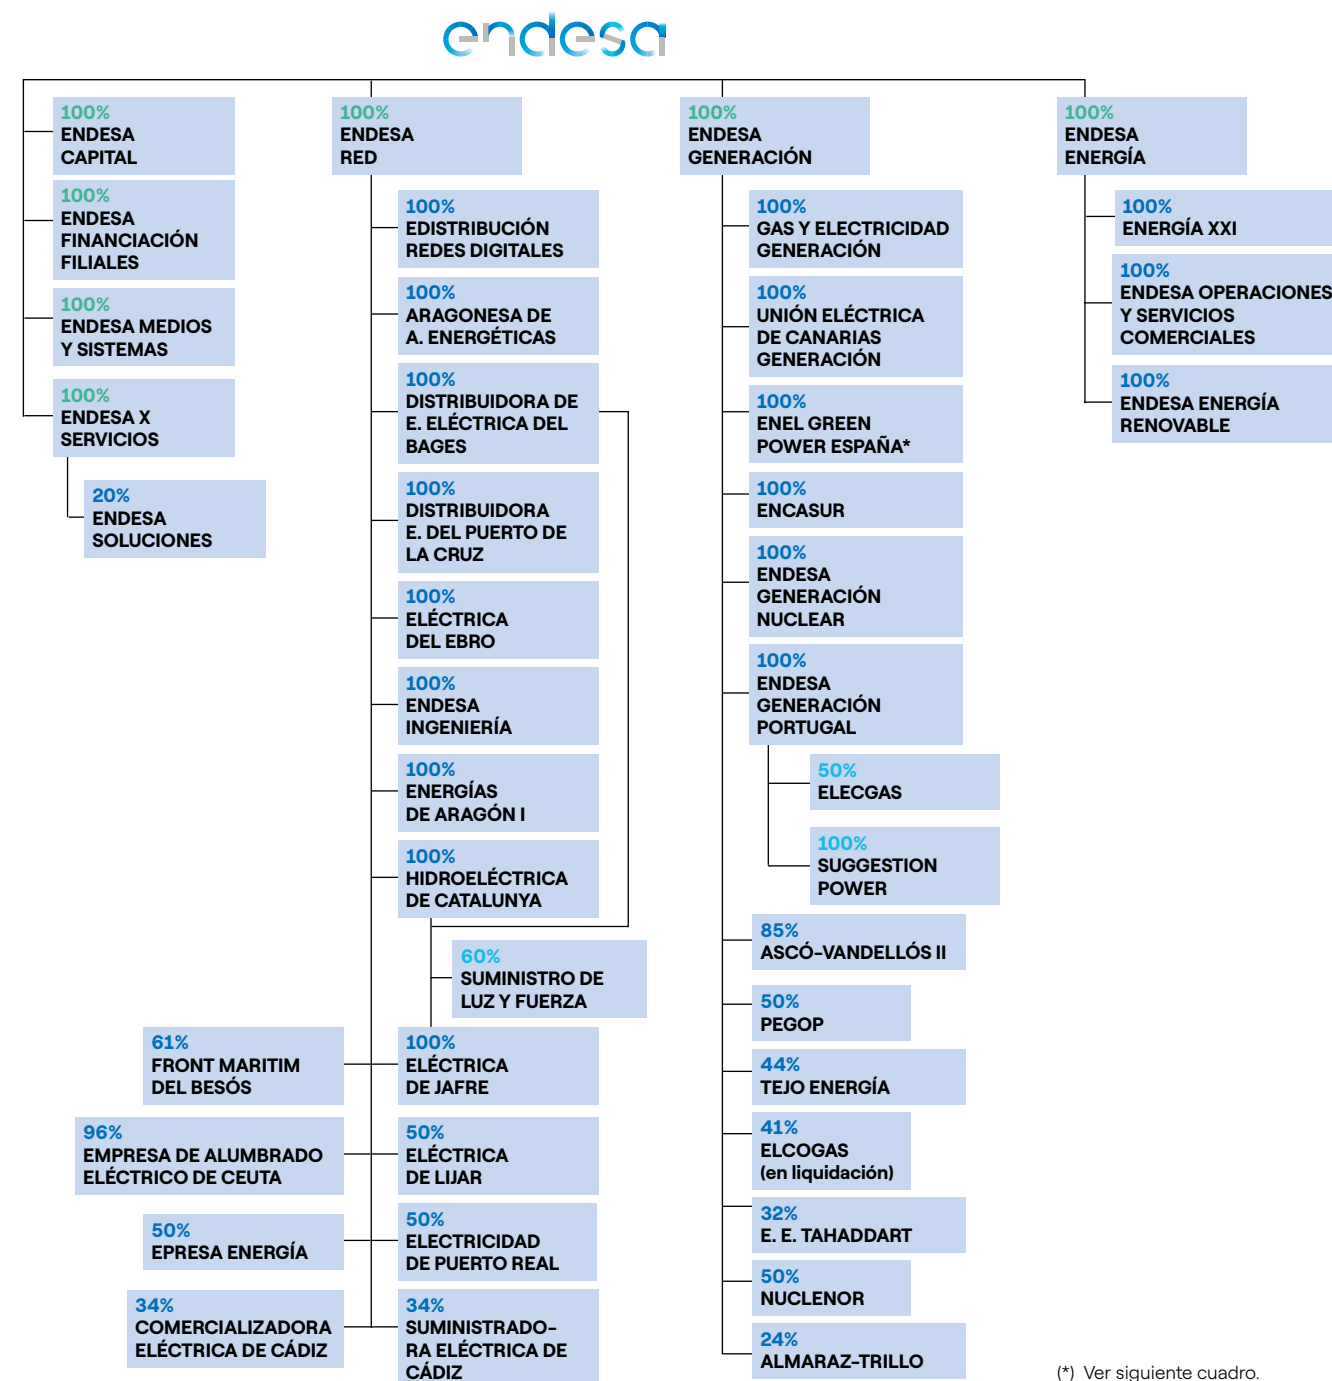 endesa
100%
ENDESA
CAPITAL
100%
ENDESA
FINANCIACIÓN
FILIALES
100%
ENDESA MEDIOS
Y SISTEMAS
100%
ENDESA X
SERVICIOS
20%
ENDESA
SOLUCIONES
100%
ENDESA
RED
100%
EDISTRIBUCIÓN
REDES DIGITALES
100%
ARAGONESA DE
A. ENERGÉTICAS
100%
DISTRIBUIDORA DE
E. ELÉCTRICA DEL
BAGES
100%
DISTRIBUIDORA
E. DEL PUERTO DE
LA CRUZ
100%
ELÉCTRICA
DEL EBRO
100%
ENDESA
INGENIERÍA
100%
ENERGÍAS
DE ARAGÓN I
100%
HIDROELÉCTRICA
DE CATALUNYA
60%
SUMINISTRO DE
LUZ Y FUERZA
61%
FRONT MARITIM
DEL BESÓS
100%
ELÉCTRICA
DE JAFRE
96%
EMPRESA DE ALUMBRADO
ELÉCTRICO DE CEUTA
50%
ELÉCTRICA
DE LIJAR
50%
EPRESA ENERGÍA
50%
ELECTRICIDAD
DE PUERTO REAL
34%
COMERCIALIZADORA
ELÉCTRICA DE CÁDIZ
34%
SUMINISTRADO-
RA ELÉCTRICA DE
CÁDIZ
100%
ENDESA
GENERACIÓN
100%
GAS Y ELECTRICIDAD
GENERACIÓN
100%
UNIÓN ELÉCTRICA
DE CANARIAS
GENERACIÓN
100%
ENEL GREEN
POWER ESPAÑA*
100%
ENCASUR
100%
ENDESA
GENERACIÓN
NUCLEAR
100%
ENDESA
GENERACIÓN
PORTUGAL
50%
ELECGAS
100%
SUGGESTION
POWER
85%
ASCÓ-VANDELLÓS II
50%
PEGOP
44%
TEJO ENERGÍA
41%
ELCOGAS
(en liquidación)
32%
E. E. TAHADDART
50%
NUCLENOR
24%
ALMARAZ-TRILLO
100%
ENDESA
ENERGÍA
100%
ENERGÍA XXI
100%
ENDESA OPERACIONES
Y SERVICIOS
COMERCIALES
100%
ENDESA ENERGÍA
RENOVABLE
(*) Ver siguiente cuadro.